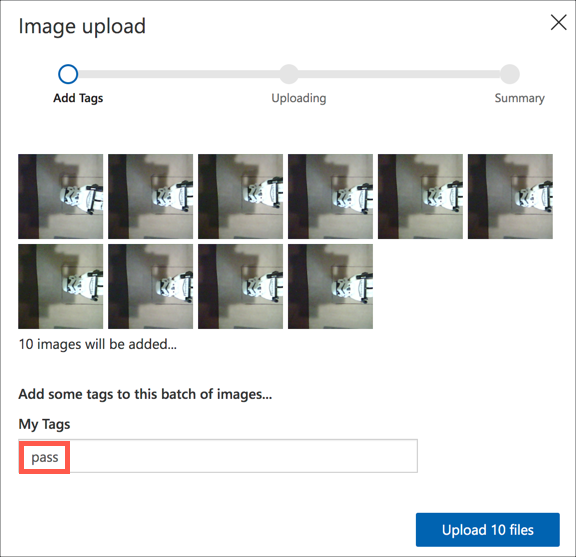 Image upload
Add Tags
Uploading
Summary
10 images will be added...
Add some tags to this batch of images...
My Tags
pass
Upload 10 files